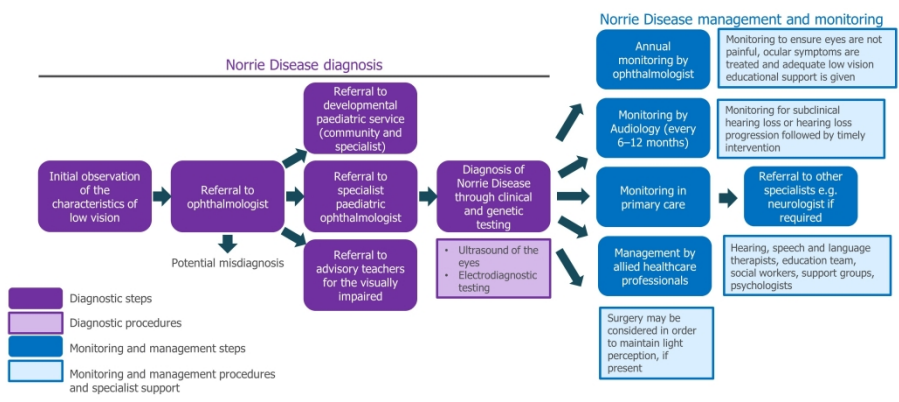 Norrie Disease management and monitoring
Norrie Disease diagnosis
Initial observation
of the
characteristics of
low vision
Referral to
ophthalmologist
Potential misdiagnosis
Referral to
developmental
paediatric service
(community and
specialist)
Referral to
specialist
paediatric
ophthalmologist
Referral to
advisory teachers
for the visually
impaired
Diagnosis of
Norrie Disease
through clinical
and genetic
testing
• Ultrasound of the
eyes
• Electrodiagnostic
testing
Annual
monitoring by
ophthalmologist
Monitoring to ensure eyes are not
painful, ocular symptoms are
treated and adequate low vision
educational support is given
Monitoring by
Audiology (every
6–12 months)
Monitoring for subclinical
hearing loss or hearing loss
progression followed by timely
intervention
Monitoring in
primary care
Referral to other
specialists e.g.
neurologist if
required
Management by
allied healthcare
professionals
Hearing, speech and language
therapists, education team,
social workers, support groups,
psychologists
Surgery may be
considered in order
to maintain light
perception, if
present
Diagnostic steps
Diagnostic procedures
Monitoring and management steps
Monitoring and management procedures
and specialist support